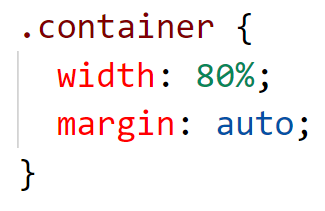 .container {
  width: 80%;
  margin: auto;
}